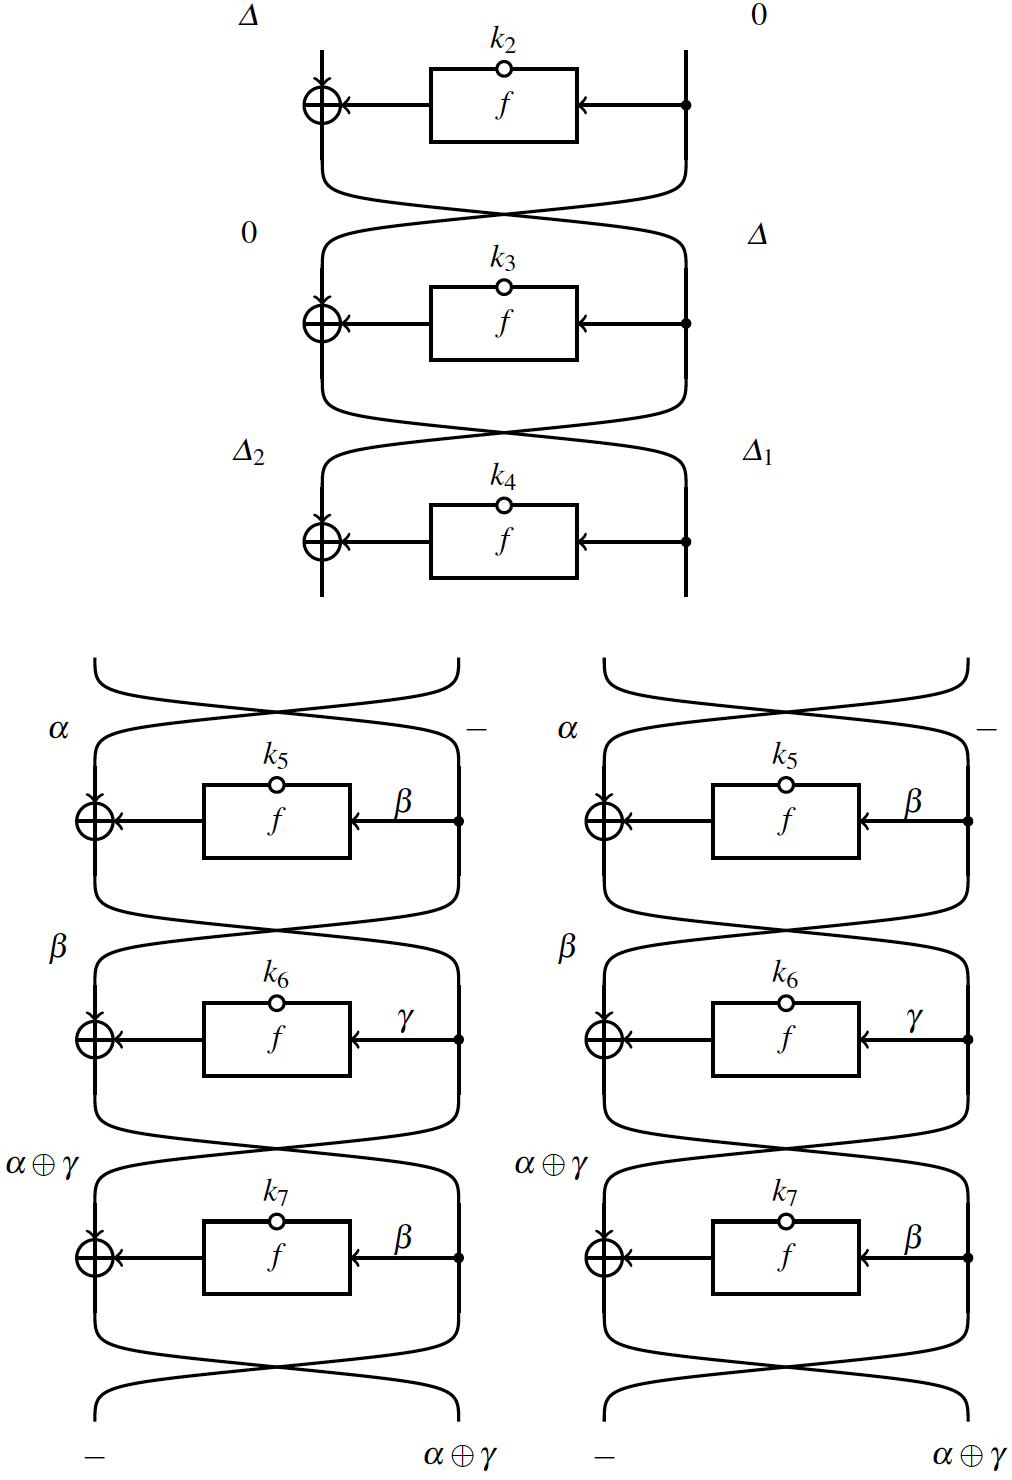 Δ 0
k₂
f
0 Δ
k₃
f
Δ₂ Δ₁
k₄
f
α − α −
k₅ k₅
f β f β
β β
k₆ k₆
f γ f γ
α ⊕ γ α ⊕ γ
k₇ k₇
f β f β
− α ⊕ γ − α ⊕ γ